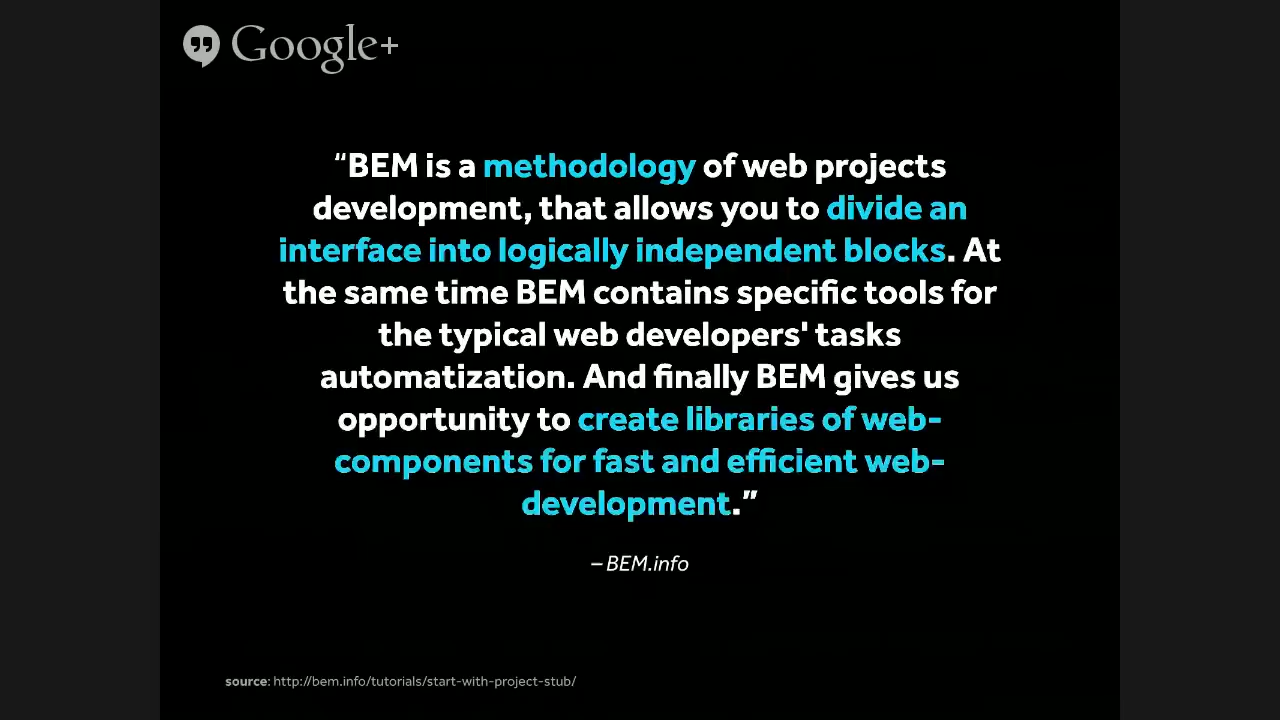 Google+
“BEM is a methodology of web projects
development, that allows you to divide an
interface into logically independent blocks. At
the same time BEM contains specific tools for
the typical web developers' tasks
automatization. And finally BEM gives us
opportunity to create libraries of web-
components for fast and efficient web-
development.”
– BEM.info
source: http://bem.info/tutorials/start-with-project-stub/